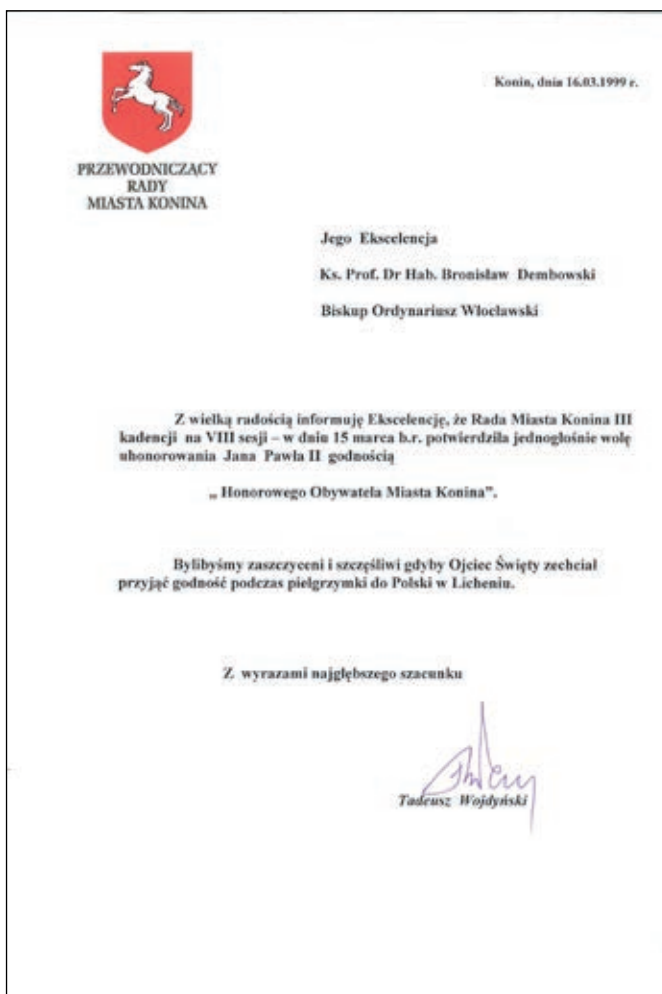 Konin, dnia 16.03.1999 r.
PRZEWODNICZĄCY
RADY
MIASTA KONINA
Jego Ekscelencja
Ks. Prof. Dr Hab. Bronisław Dembowski
Biskup Ordynariusz Włocławski
Z wielką radością informuję Ekscelencję, że Rada Miasta Konina III
kadencji na VIII sesji – w dniu 15 marca b.r. potwierdziła jednogłośnie wolę
uhonorowania Jana Pawła II godnością
„ Honorowego Obywatela Miasta Konina”.
Bylibyśmy zaszczyceni i szczęśliwi gdyby Ojciec Święty zechciał
przyjąć godność podczas pielgrzymki do Polski w Licheniu.
Z wyrazami najgłębszego szacunku
Tadeusz Wojdyński